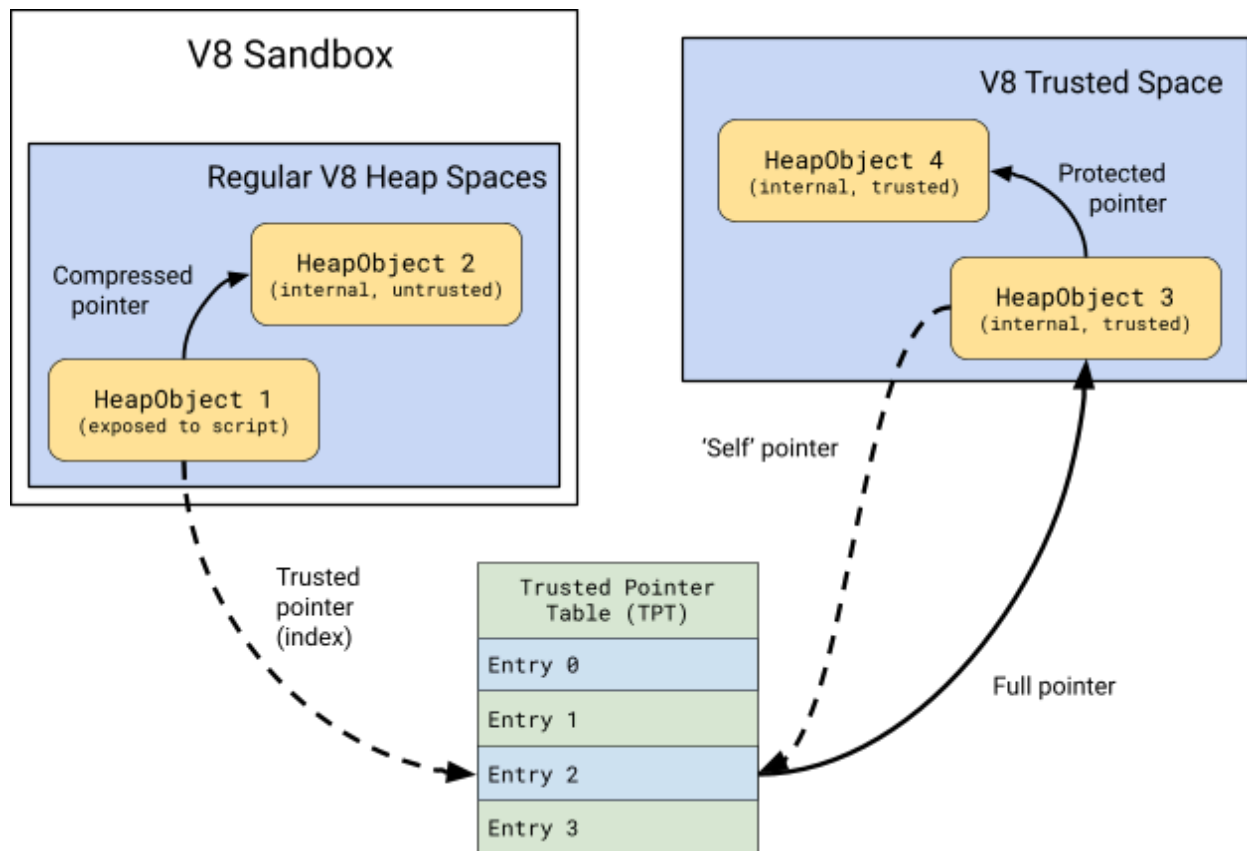 V8 Sandbox
Regular V8 Heap Spaces
HeapObject 2
(internal, untrusted)
Compressed
pointer
HeapObject 1
(exposed to script)
V8 Trusted Space
HeapObject 4
(internal, trusted)
Protected
pointer
HeapObject 3
(internal, trusted)
‘Self’ pointer
Trusted
pointer
(index)
Full pointer
Trusted Pointer
Table (TPT)
Entry 0
Entry 1
Entry 2
Entry 3